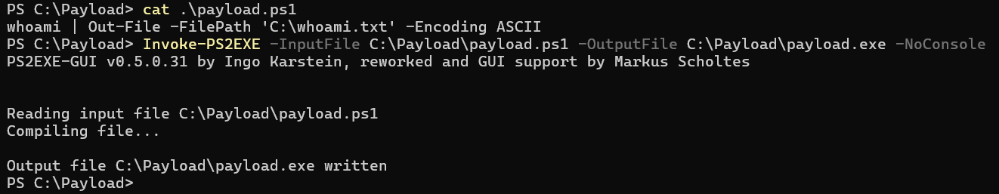 PS C:\Payload> cat .\payload.ps1
whoami | Out-File -FilePath 'C:\whoami.txt' -Encoding ASCII
PS C:\Payload> Invoke-PS2EXE -InputFile C:\Payload\payload.ps1 -OutputFile C:\Payload\payload.exe -NoConsole
PS2EXE-GUI v0.5.0.31 by Ingo Karstein, reworked and GUI support by Markus Scholtes
Reading input file C:\Payload\payload.ps1
Compiling file...
Output file C:\Payload\payload.exe written
PS C:\Payload>